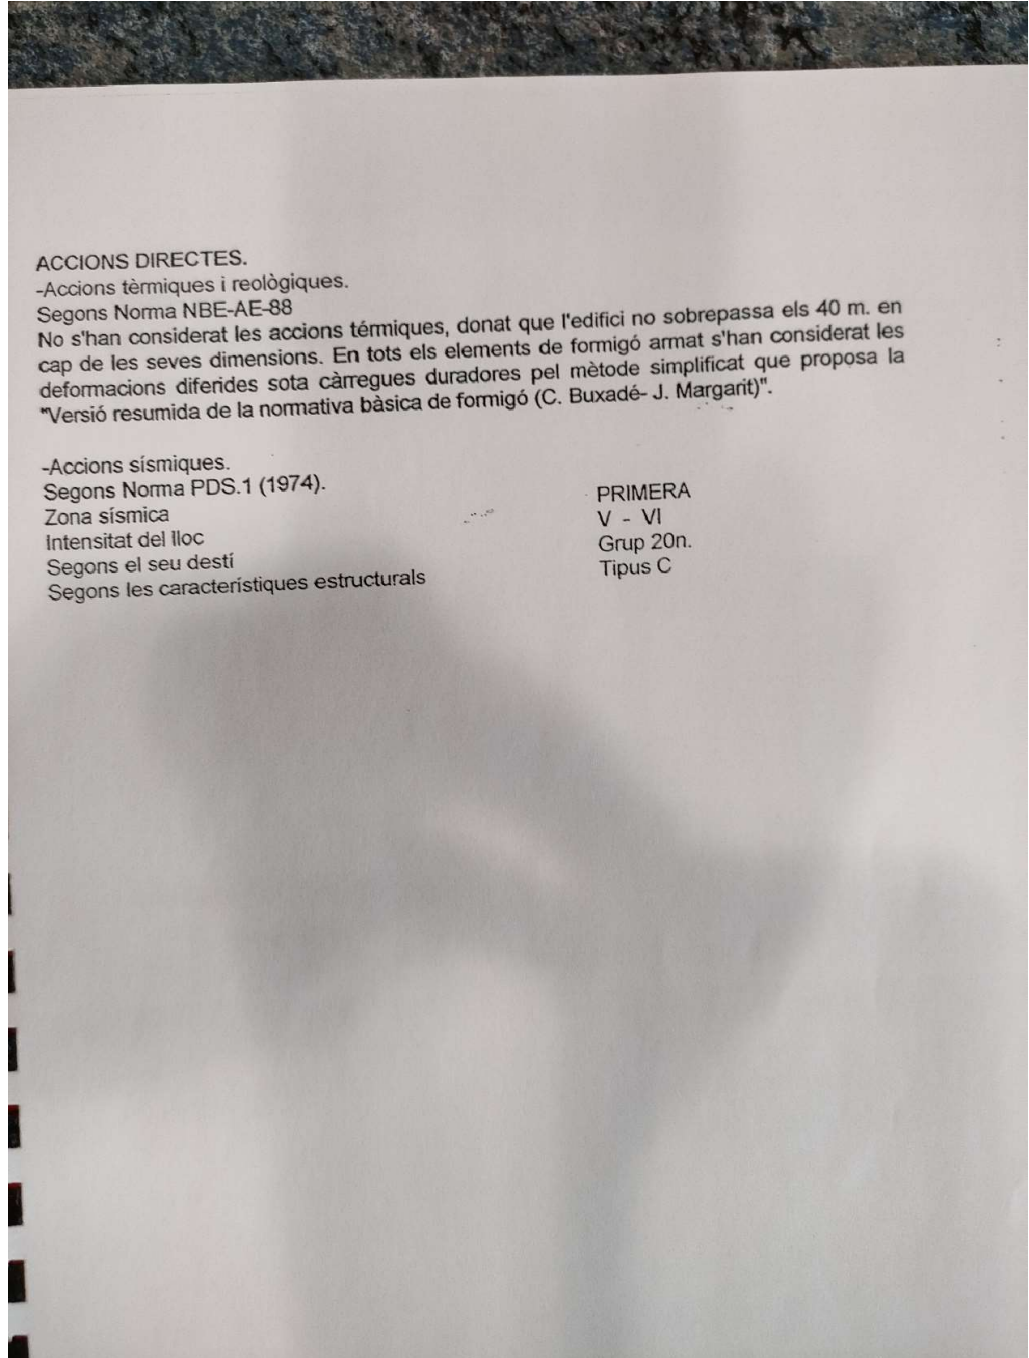 ACCIONS DIRECTES.
-Accions tèrmiques i reològiques.
Segons Norma NBE-AE-88
No s'han considerat les accions térmiques, donat que l'edifici no sobrepassa els 40 m. en
cap de les seves dimensions. En tots els elements de formigó armat s'han considerat les
deformacions diferides sota càrregues duradores pel mètode simplificat que proposa la
"Versió resumida de la normativa bàsica de formigó (C. Buxadé- J. Margarit)".
-Accions sísmiques.
Segons Norma PDS.1 (1974).
Zona sísmica PRIMERA
Intensitat del lloc V - VI
Segons el seu destí Grup 20n.
Segons les característiques estructurals Tipus C